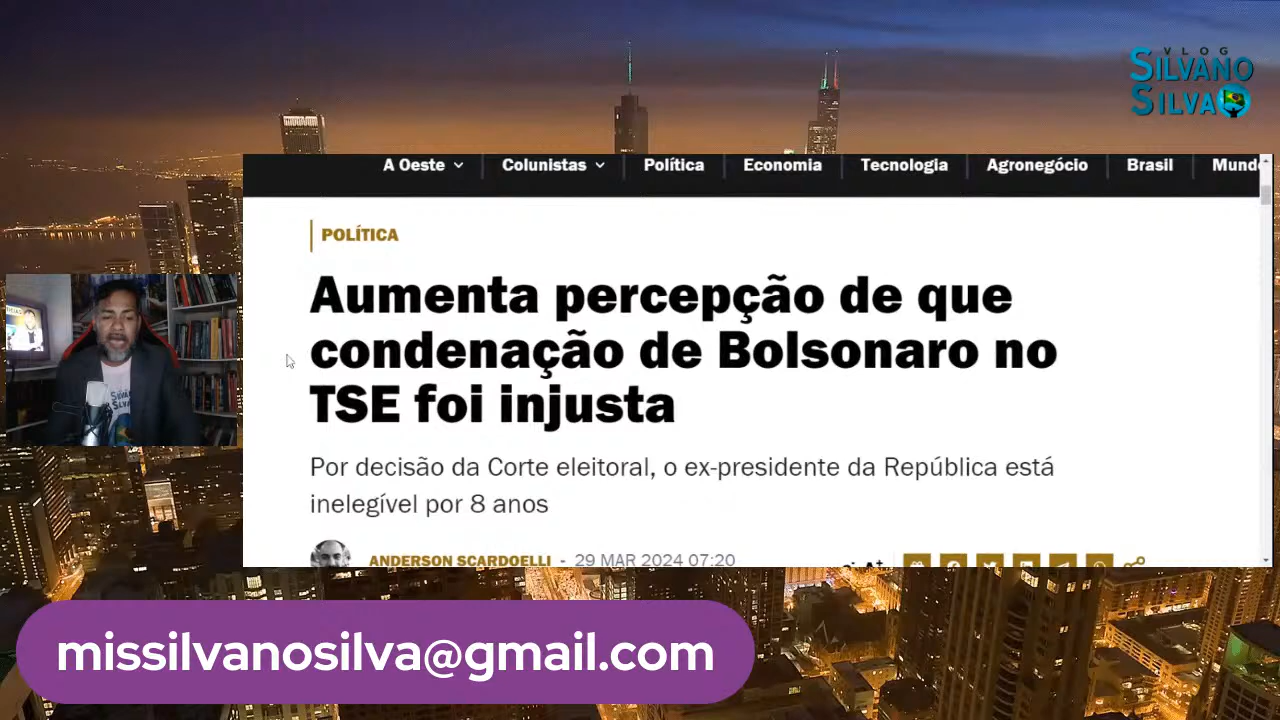 VLOG
SILVANO
SILVA
A Oeste
Colunistas
Política
Economia
Tecnologia
Agronegócio
Brasil
POLÍTICA
Aumenta percepção de que
condenação de Bolsonaro no
TSE foi injusta
Por decisão da Corte eleitoral, o ex-presidente da República está
inelegível por 8 anos
ANDERSON SCARDOELLI - 29 MAR 2024 07:20
SILVANO
SILVA
missilvanosilva@gmail.com